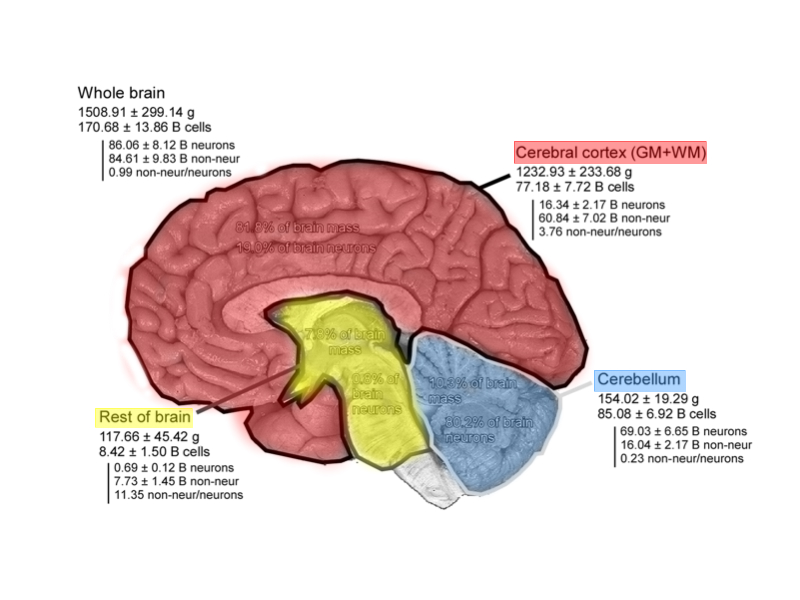 Whole brain
1508.91 ± 299.14 g
170.68 ± 13.86 B cells
86.06 ± 8.12 B neurons
84.61 ± 9.83 B non-neur
0.99 non-neur/neurons
Cerebral cortex (GM+WM)
1232.93 ± 233.68 g
77.18 ± 7.72 B cells
16.34 ± 2.17 B neurons
60.84 ± 7.02 B non-neur
3.76 non-neur/neurons
81.8% of brain mass
19.0% of brain neurons
7.8% of brain
mass
0.8% of
brain
neurons
10.3% of brain
mass
80.2% of brain
neurons
Cerebellum
154.02 ± 19.29 g
85.08 ± 6.92 B cells
69.03 ± 6.65 B neurons
16.04 ± 2.17 B non-neur
0.23 non-neur/neurons
Rest of brain
117.66 ± 45.42 g
8.42 ± 1.50 B cells
0.69 ± 0.12 B neurons
7.73 ± 1.45 B non-neur
11.35 non-neur/neurons